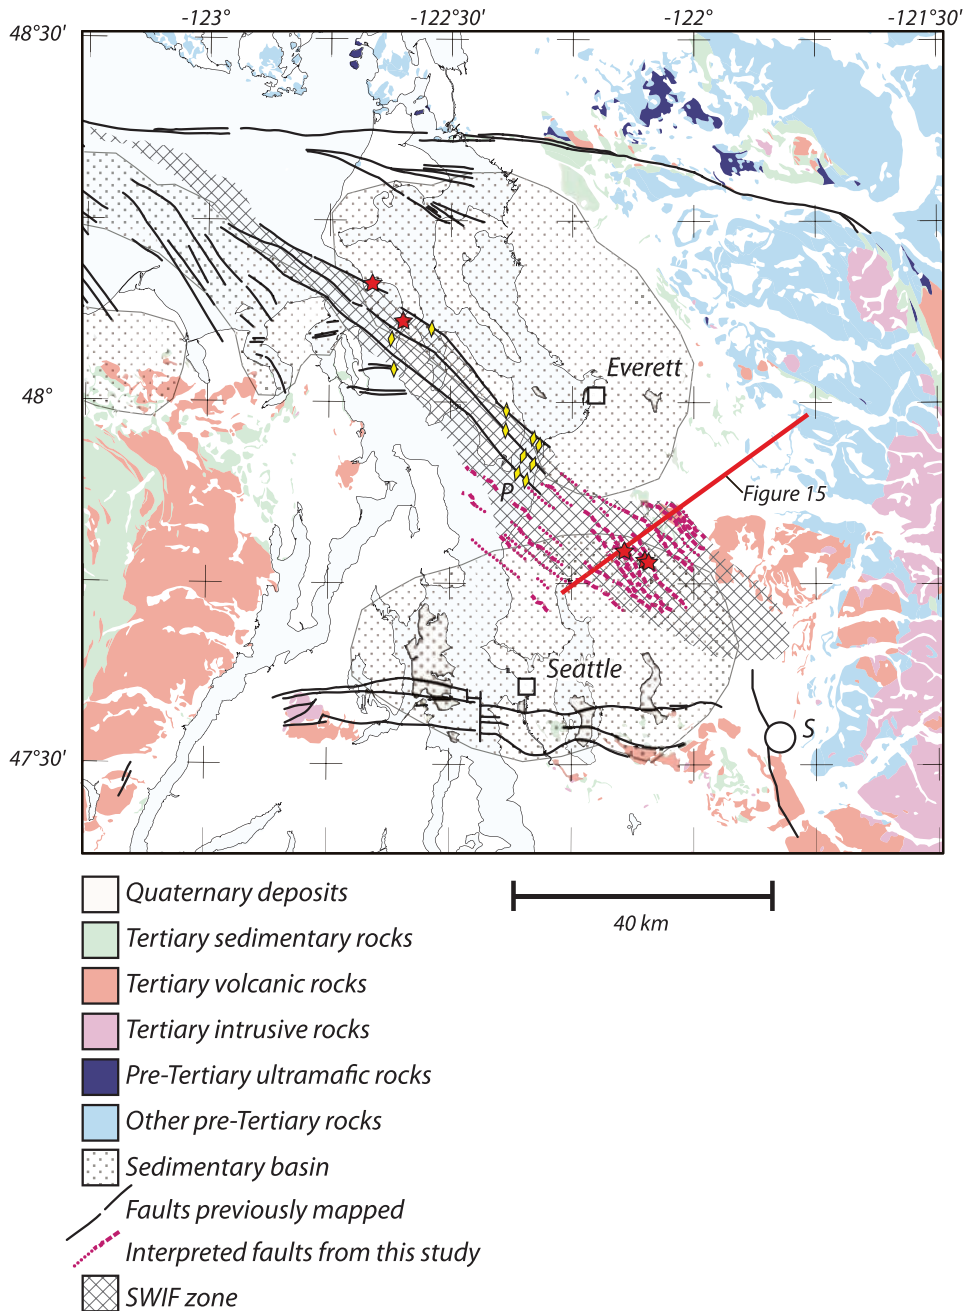 -123° -122°30' -122° -121°30'
48°30'
Everett
48°
P
Figure 15
Seattle
S
47°30'
Quaternary deposits
40 km
Tertiary sedimentary rocks
Tertiary volcanic rocks
Tertiary intrusive rocks
Pre-Tertiary ultramafic rocks
Other pre-Tertiary rocks
Sedimentary basin
Faults previously mapped
Interpreted faults from this study
SWIF zone